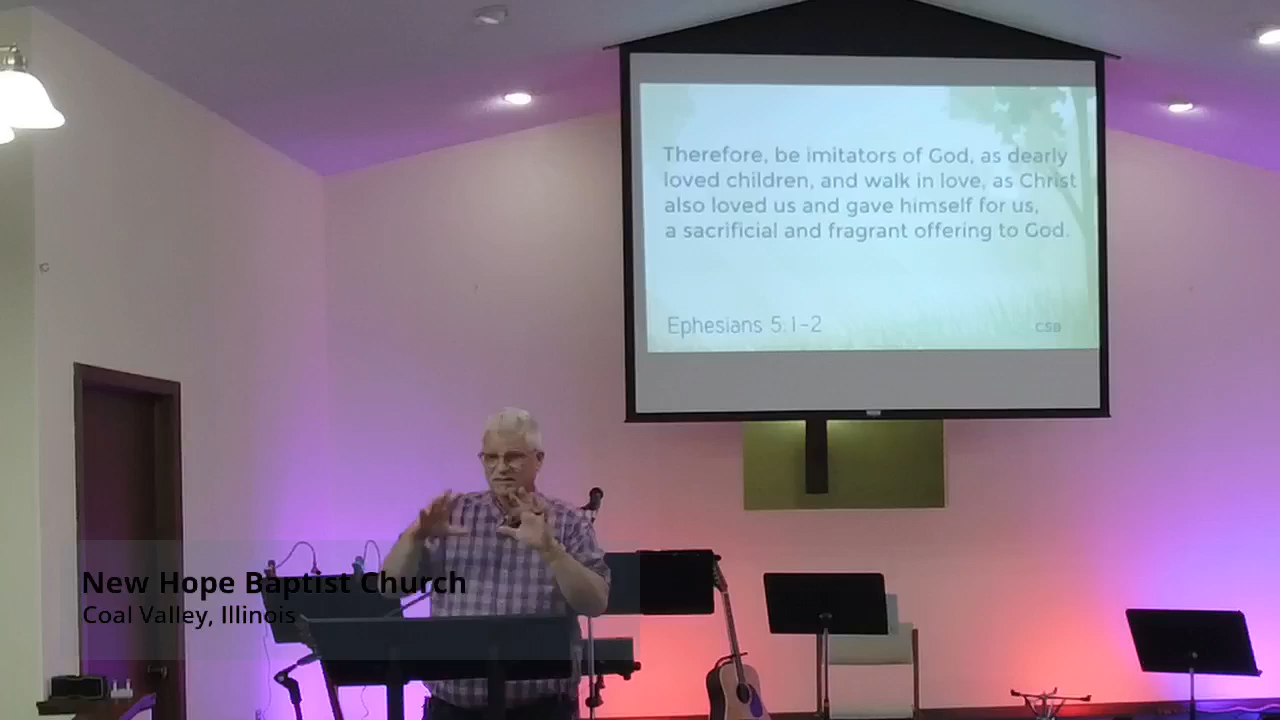 Therefore, be imitators of God, as dearly
loved children, and walk in love, as Christ
also loved us and gave himself for us,
a sacrificial and fragrant offering to God.
Ephesians 5:1-2
CSB
New Hope Baptist Church
Coal Valley, Illinois